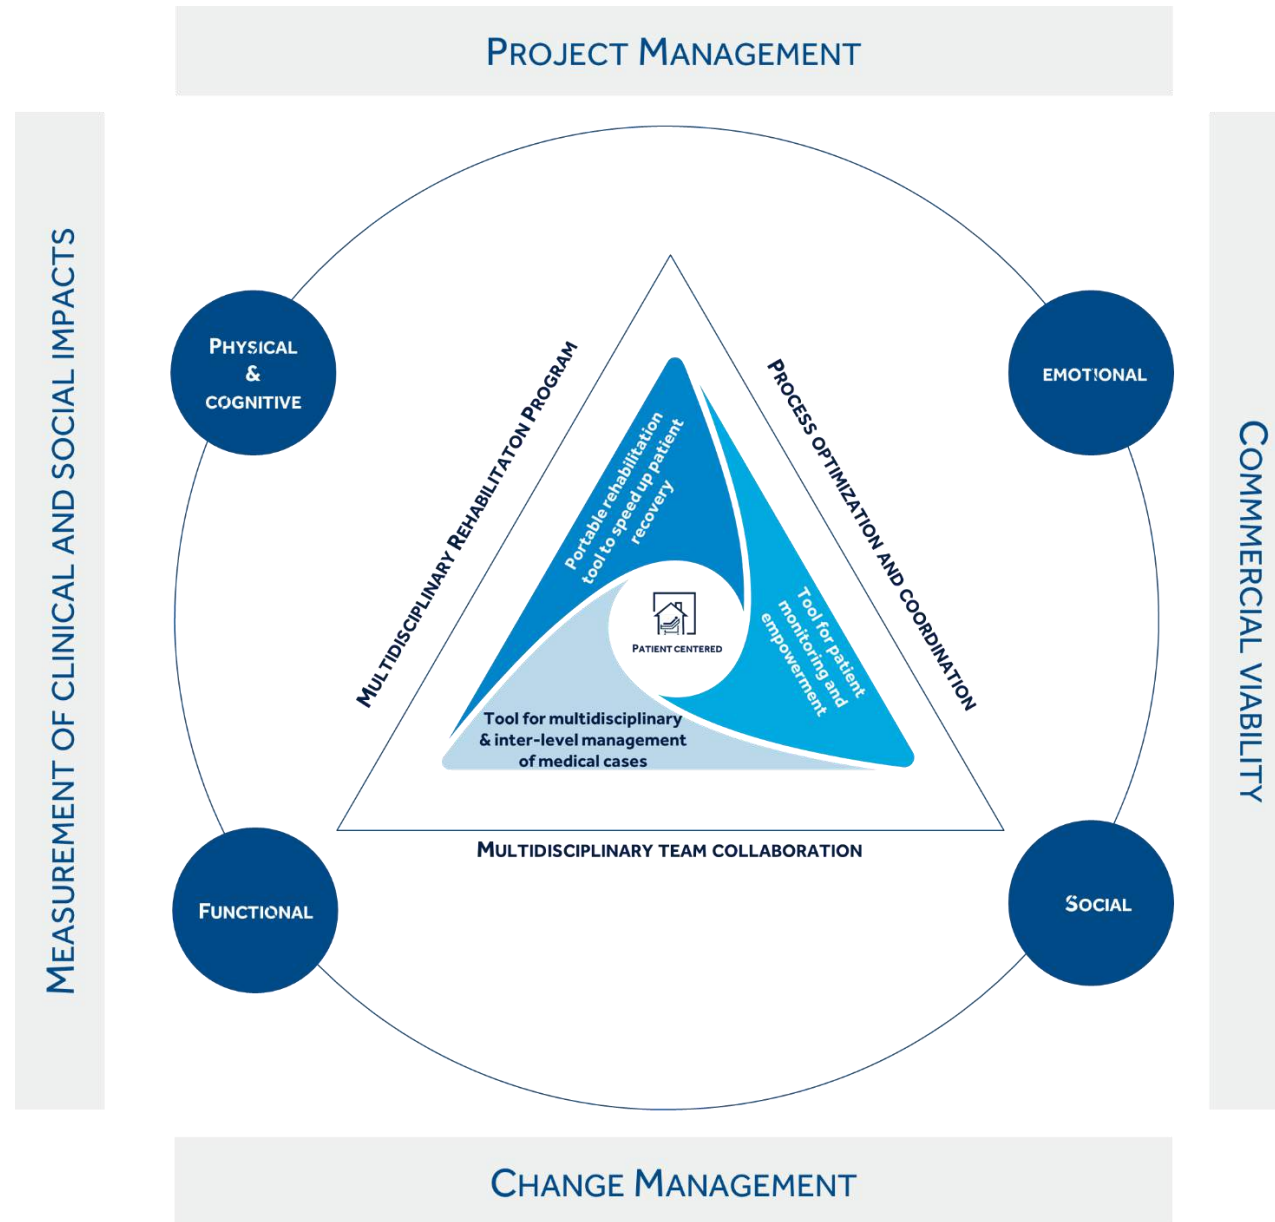 PROJECT MANAGEMENT
MEASUREMENT OF CLINICAL AND SOCIAL IMPACTS
COMMMERCIAL VIABILITY
PHYSICAL
&
COGNITIVE
EMOTIONAL
MULTIDISCIPLINARY REHABILITATON PROGRAM
PROCESS OPTIMIZATION AND COORDINATION
Portable rehabilitation
tool to speed up patient
recovery
Tool for patient
monitoring and
empowerment
PATIENT CENTERED
Tool for multidisciplinary
& inter-level management
of medical cases
MULTIDISCIPLINARY TEAM COLLABORATION
FUNCTIONAL
SOCIAL
CHANGE MANAGEMENT